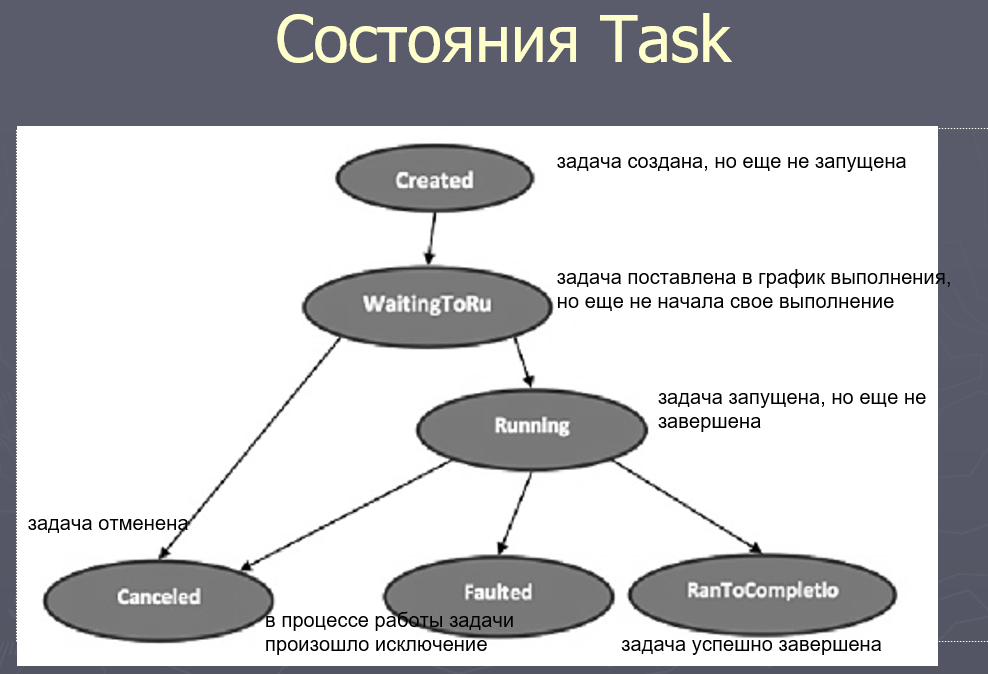 Состояния Task
Created
задача создана, но еще не запущена
WaitingToRu
задача поставлена в график выполнения,
но еще не начала свое выполнение
Running
задача запущена, но еще не
завершена
задача отменена
Canceled
Faulted
RanToCompletio
в процессе работы задачи
произошло исключение
задача успешно завершена